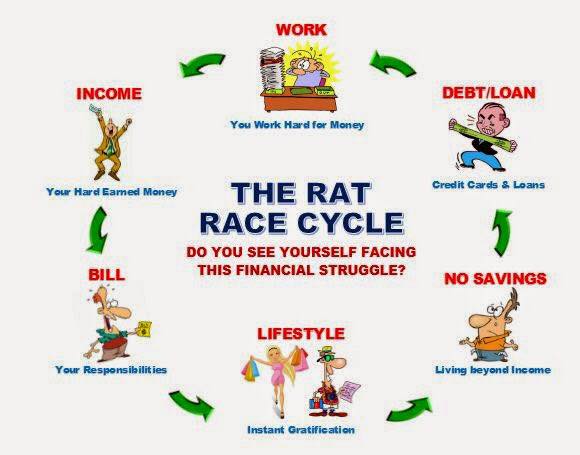 WORK
You Work Hard for Money
INCOME
Your Hard Earned Money
BILL
Your Responsibilities
LIFESTYLE
Instant Gratification
NO SAVINGS
Living beyond Income
DEBT/LOAN
Credit Cards & Loans
THE RAT
RACE CYCLE
DO YOU SEE YOURSELF FACING
THIS FINANCIAL STRUGGLE?